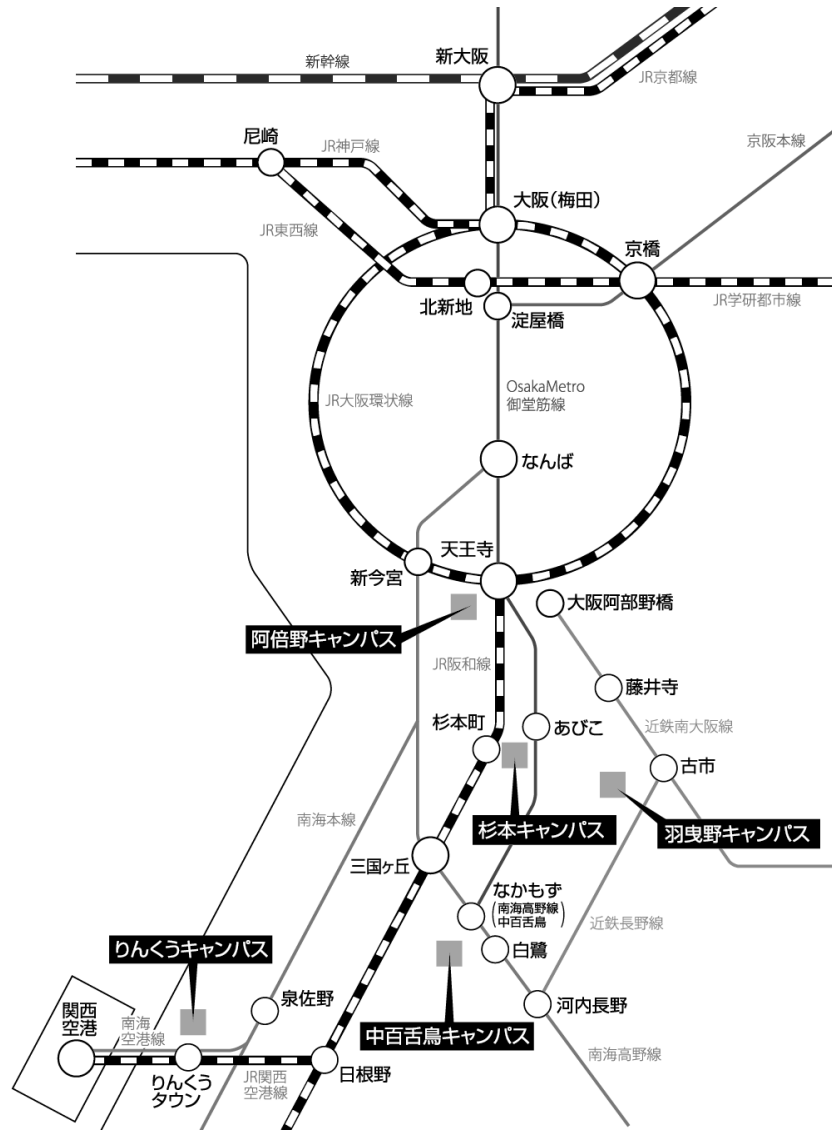 新大阪
新幹線
JR京都線
尼崎
JR神戸線
京阪本線
大阪（梅田）
JR東西線
京橋
北新地
淀屋橋
JR学研都市線
OsakaMetro
御堂筋線
JR大阪環状線
なんば
天王寺
新今宮
大阪阿部野橋
阿倍野キャンパス
JR阪和線
藤井寺
杉本町
あびこ
近鉄南大阪線
古市
南海本線
杉本キャンパス
羽曳野キャンパス
三国ヶ丘
なかもず
（南海高野線
中百舌鳥）
近鉄長野線
りんくうキャンパス
白鷺
関西
空港
南海
空港線
泉佐野
河内長野
中百舌鳥キャンパス
南海高野線
りんくう
タウン
JR関西
空港線
日根野